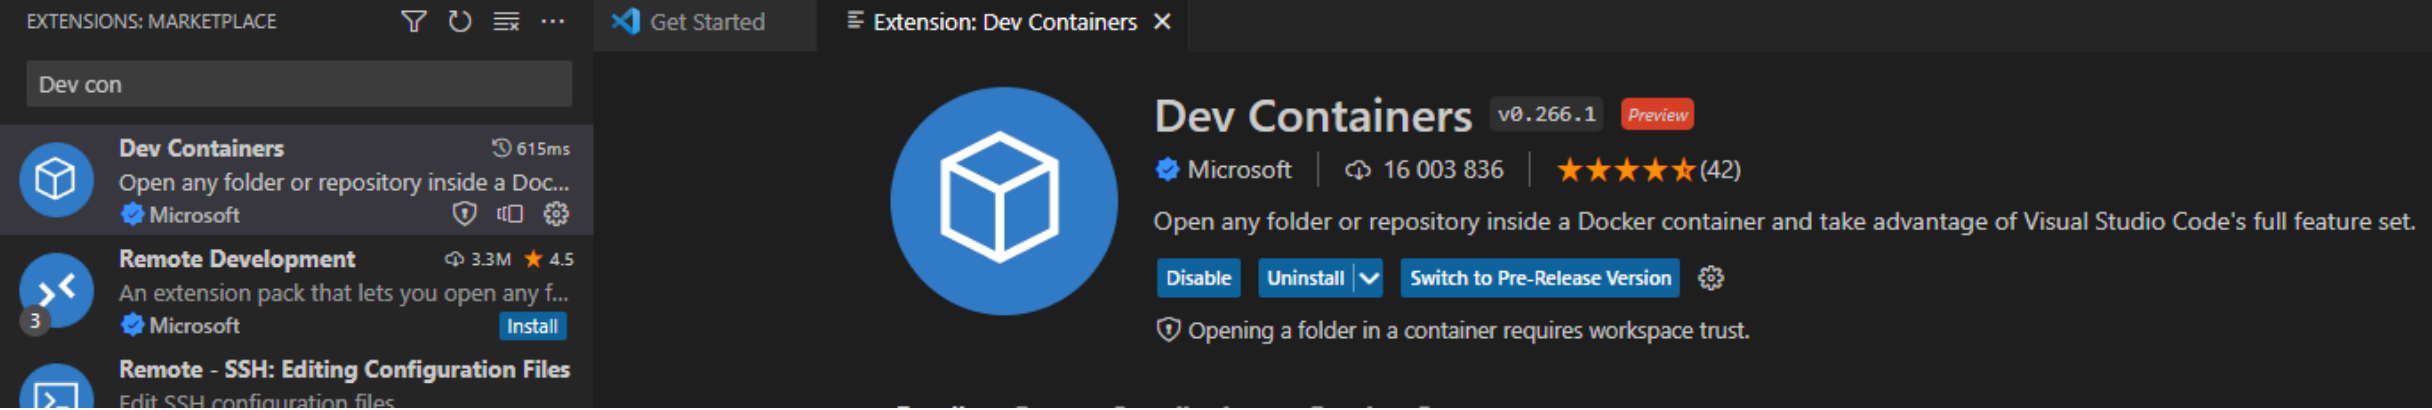 EXTENSIONS: MARKETPLACE
Dev con
Dev Containers 615ms
Open any folder or repository inside a Doc...
Microsoft
Remote Development 3.3M 4.5
An extension pack that lets you open any f...
3 Microsoft Install
Remote - SSH: Editing Configuration Files
Edit SSH configuration files
Get Started Extension: Dev Containers
Dev Containers v0.266.1 Preview
Microsoft 16 003 836 (42)
Open any folder or repository inside a Docker container and take advantage of Visual Studio Code's full feature set.
Disable Uninstall Switch to Pre-Release Version
Opening a folder in a container requires workspace trust.